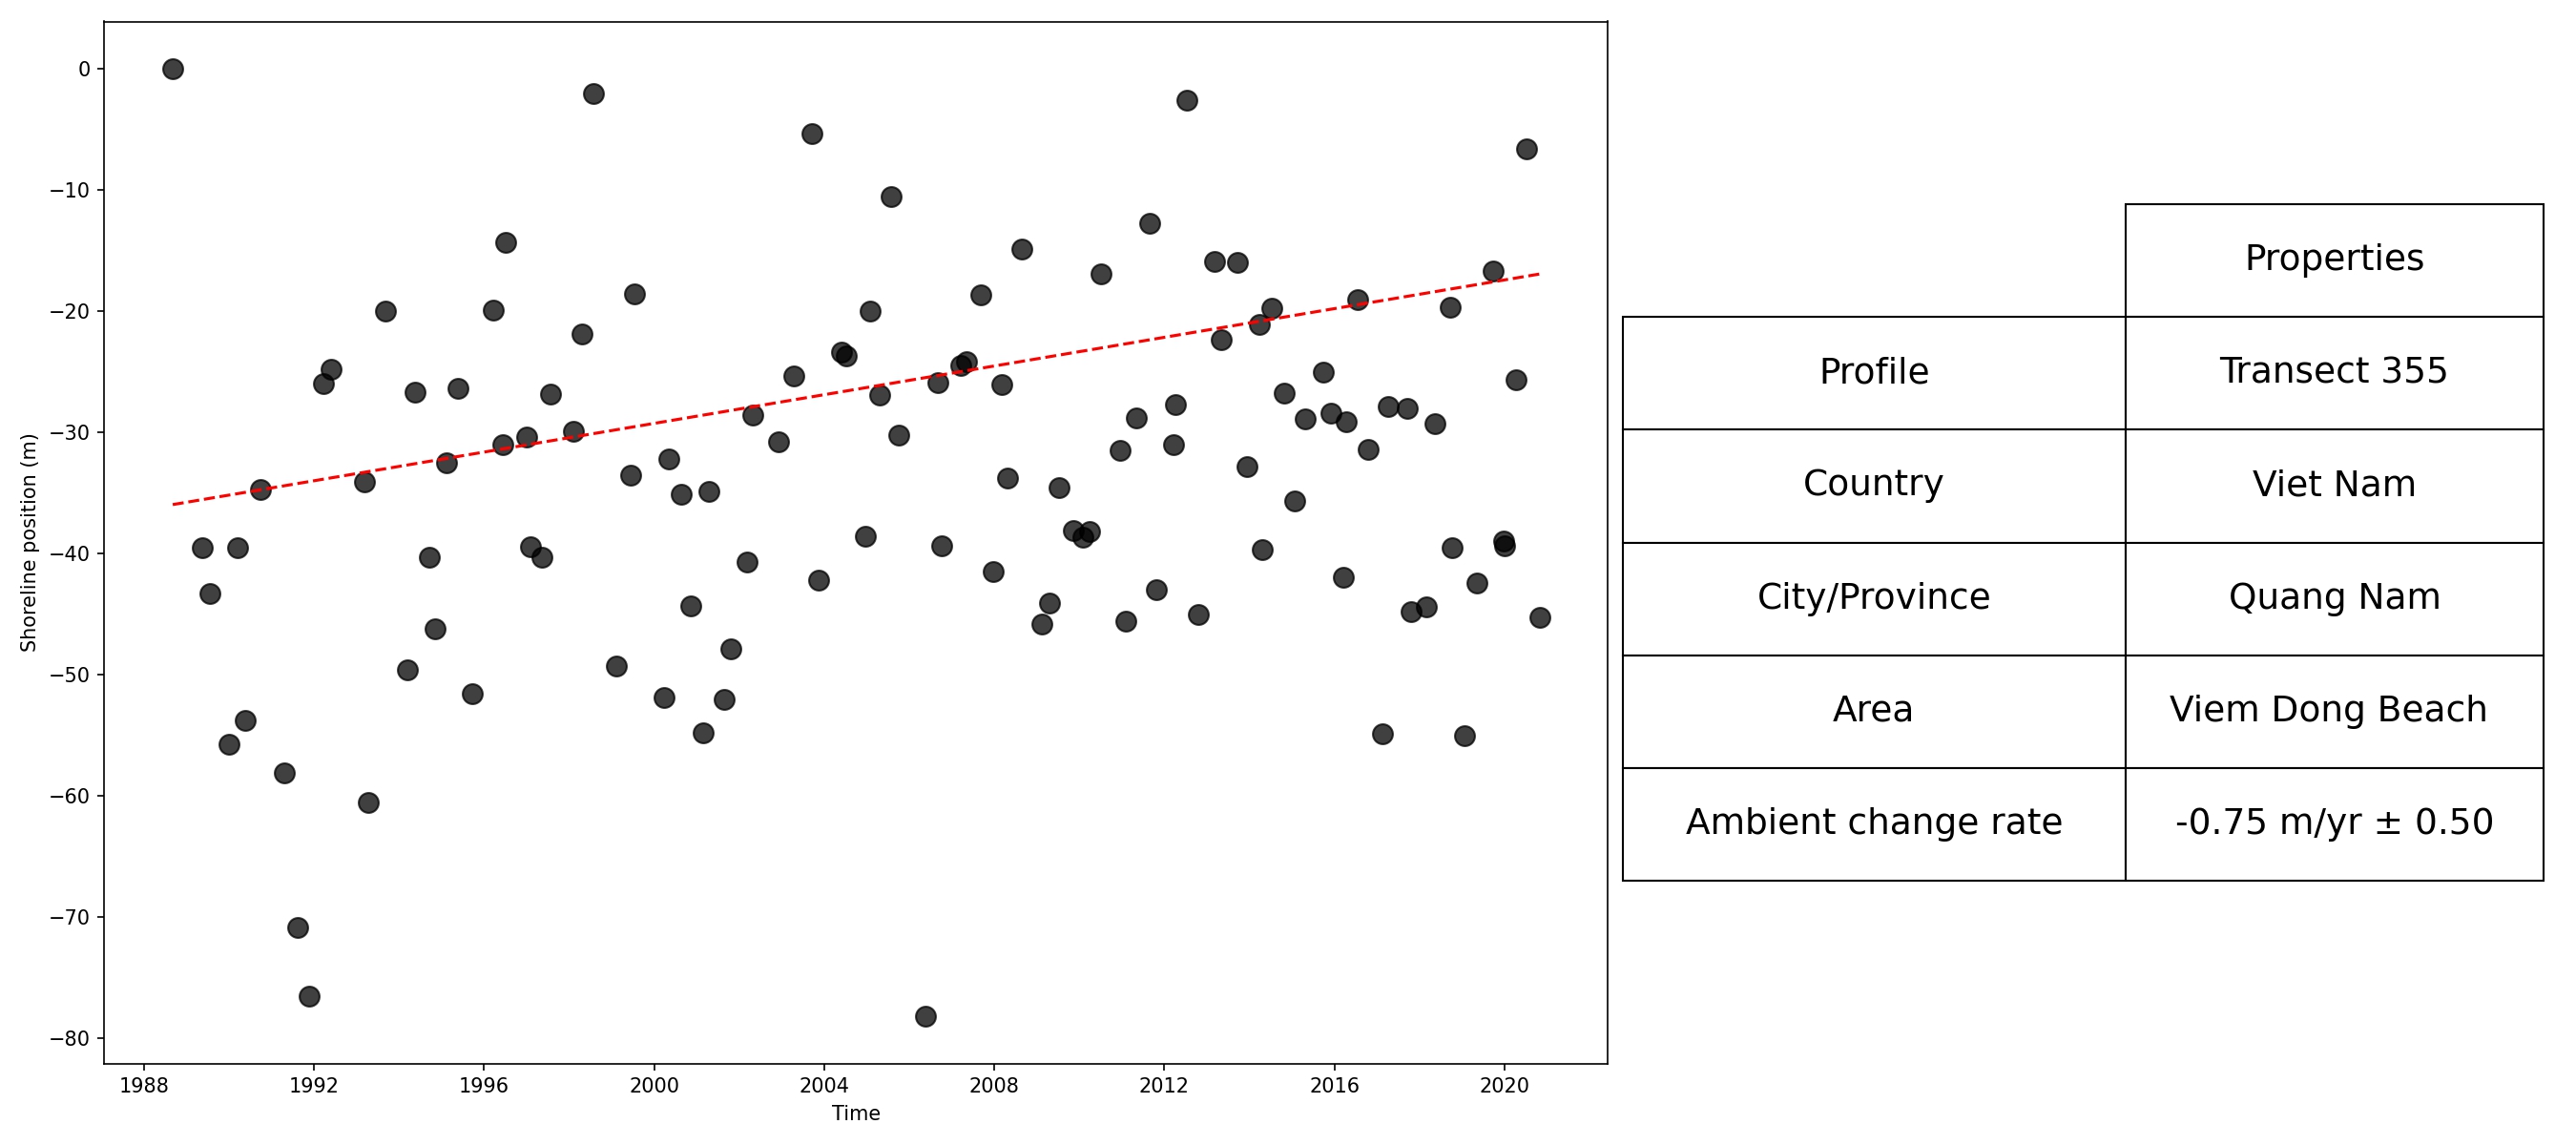 0
−10
−20
−30
−40
−50
−60
−70
−80
Shoreline position (m)
1988 1992 1996 2000 2004 2008 2012 2016 2020
Time
Properties
Profile Transect 355
Country Viet Nam
City/Province Quang Nam
Area Viem Dong Beach
Ambient change rate -0.75 m/yr ± 0.50